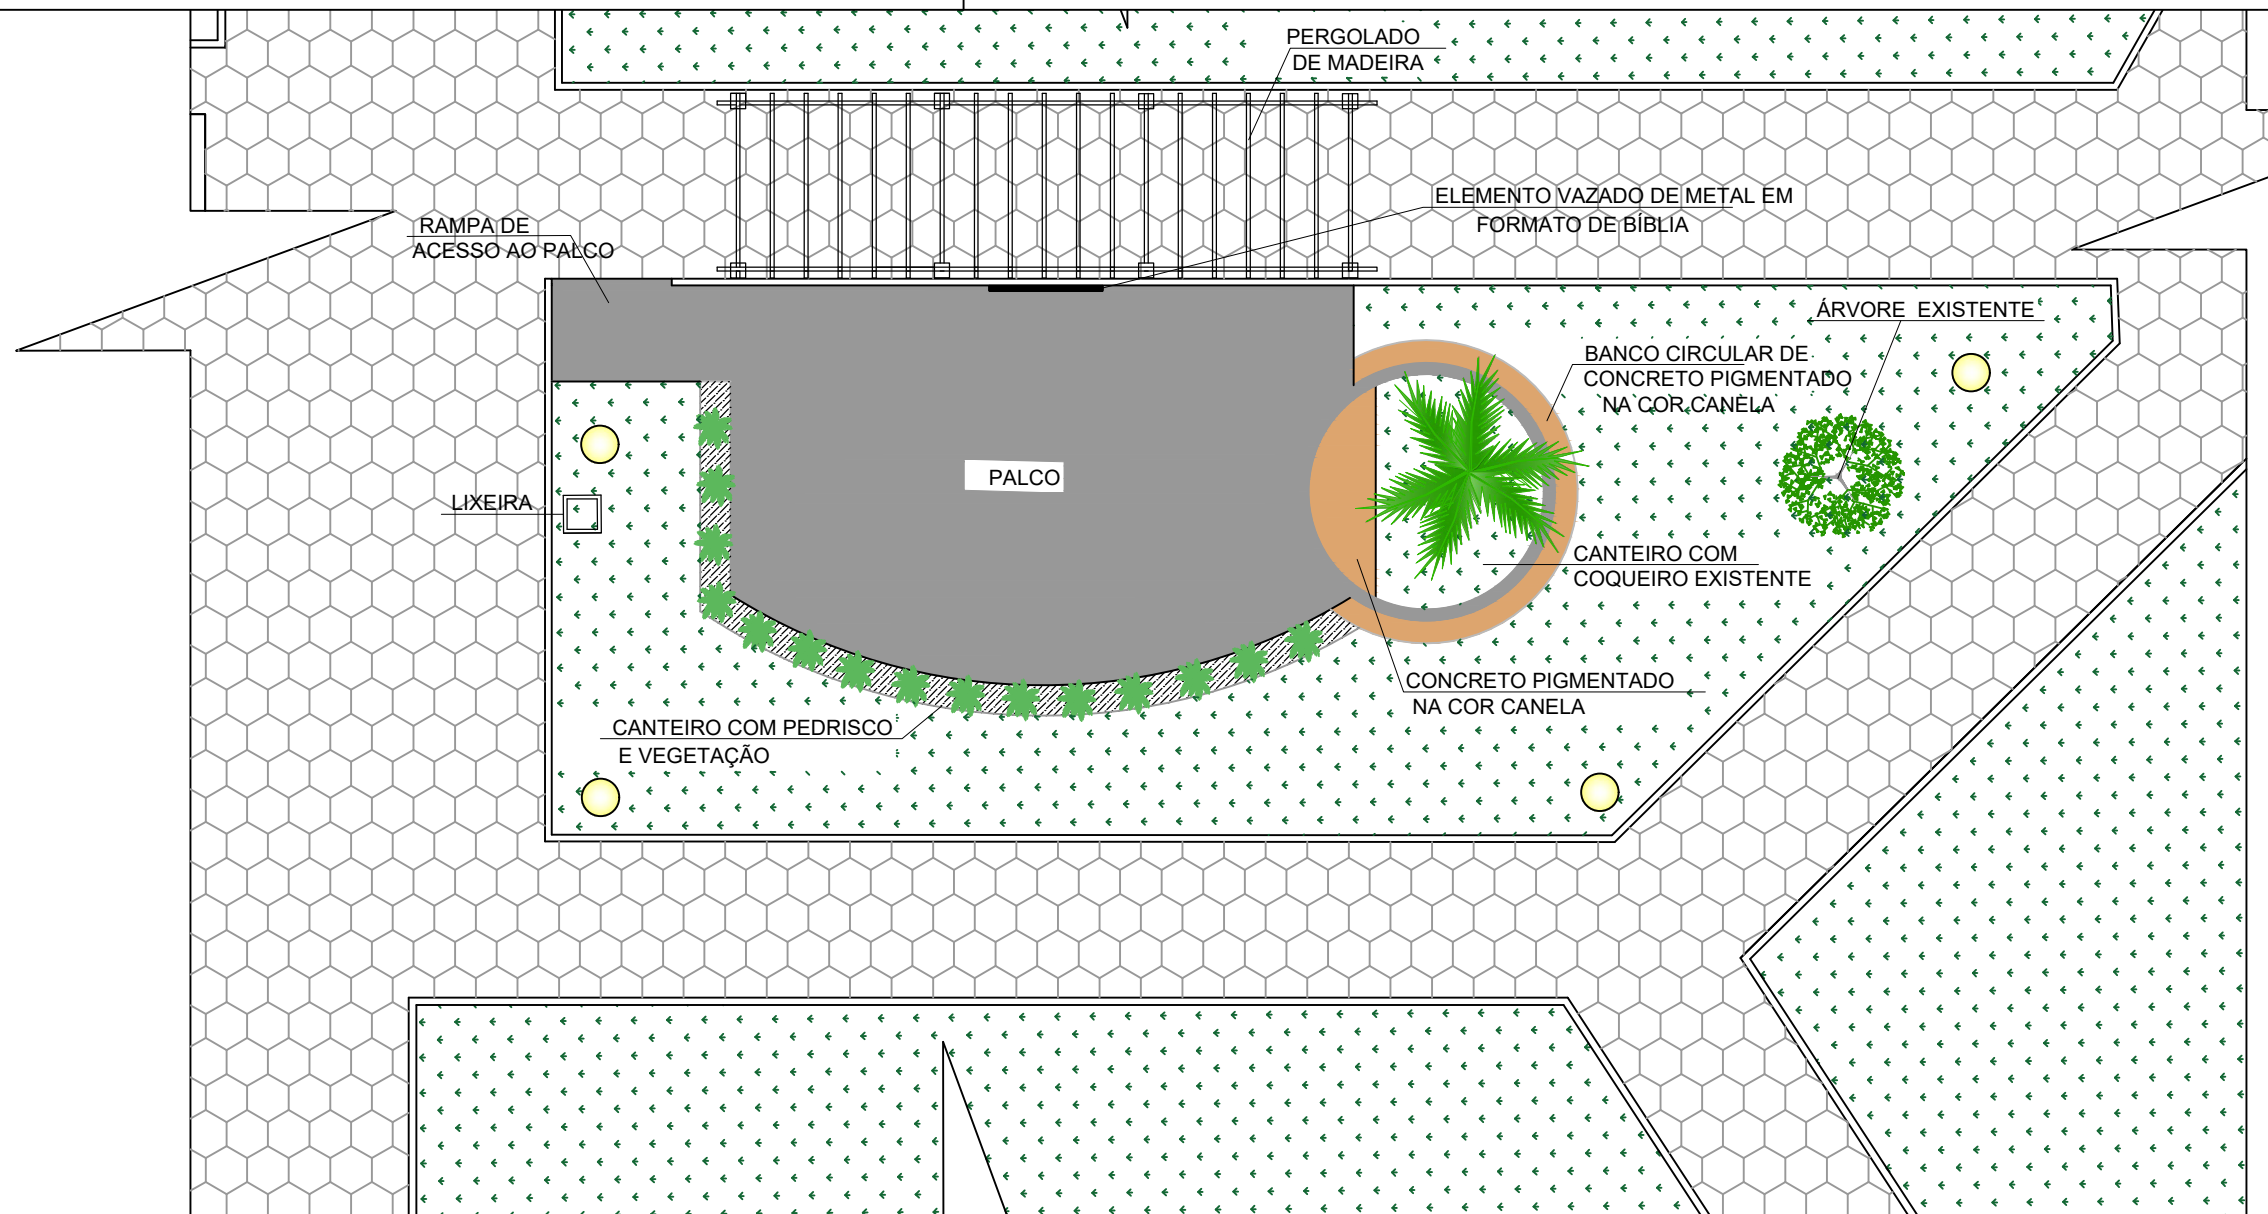 PERGOLADO
DE MADEIRA
ELEMENTO VAZADO DE METAL EM
FORMATO DE BÍBLIA
RAMPA DE
ACESSO AO PALCO
ÁRVORE EXISTENTE
BANCO CIRCULAR DE
CONCRETO PIGMENTADO
NA COR CANELA
PALCO
LIXEIRA
CANTEIRO COM
COQUEIRO EXISTENTE
CONCRETO PIGMENTADO
NA COR CANELA
CANTEIRO COM PEDRISCO
E VEGETAÇÃO